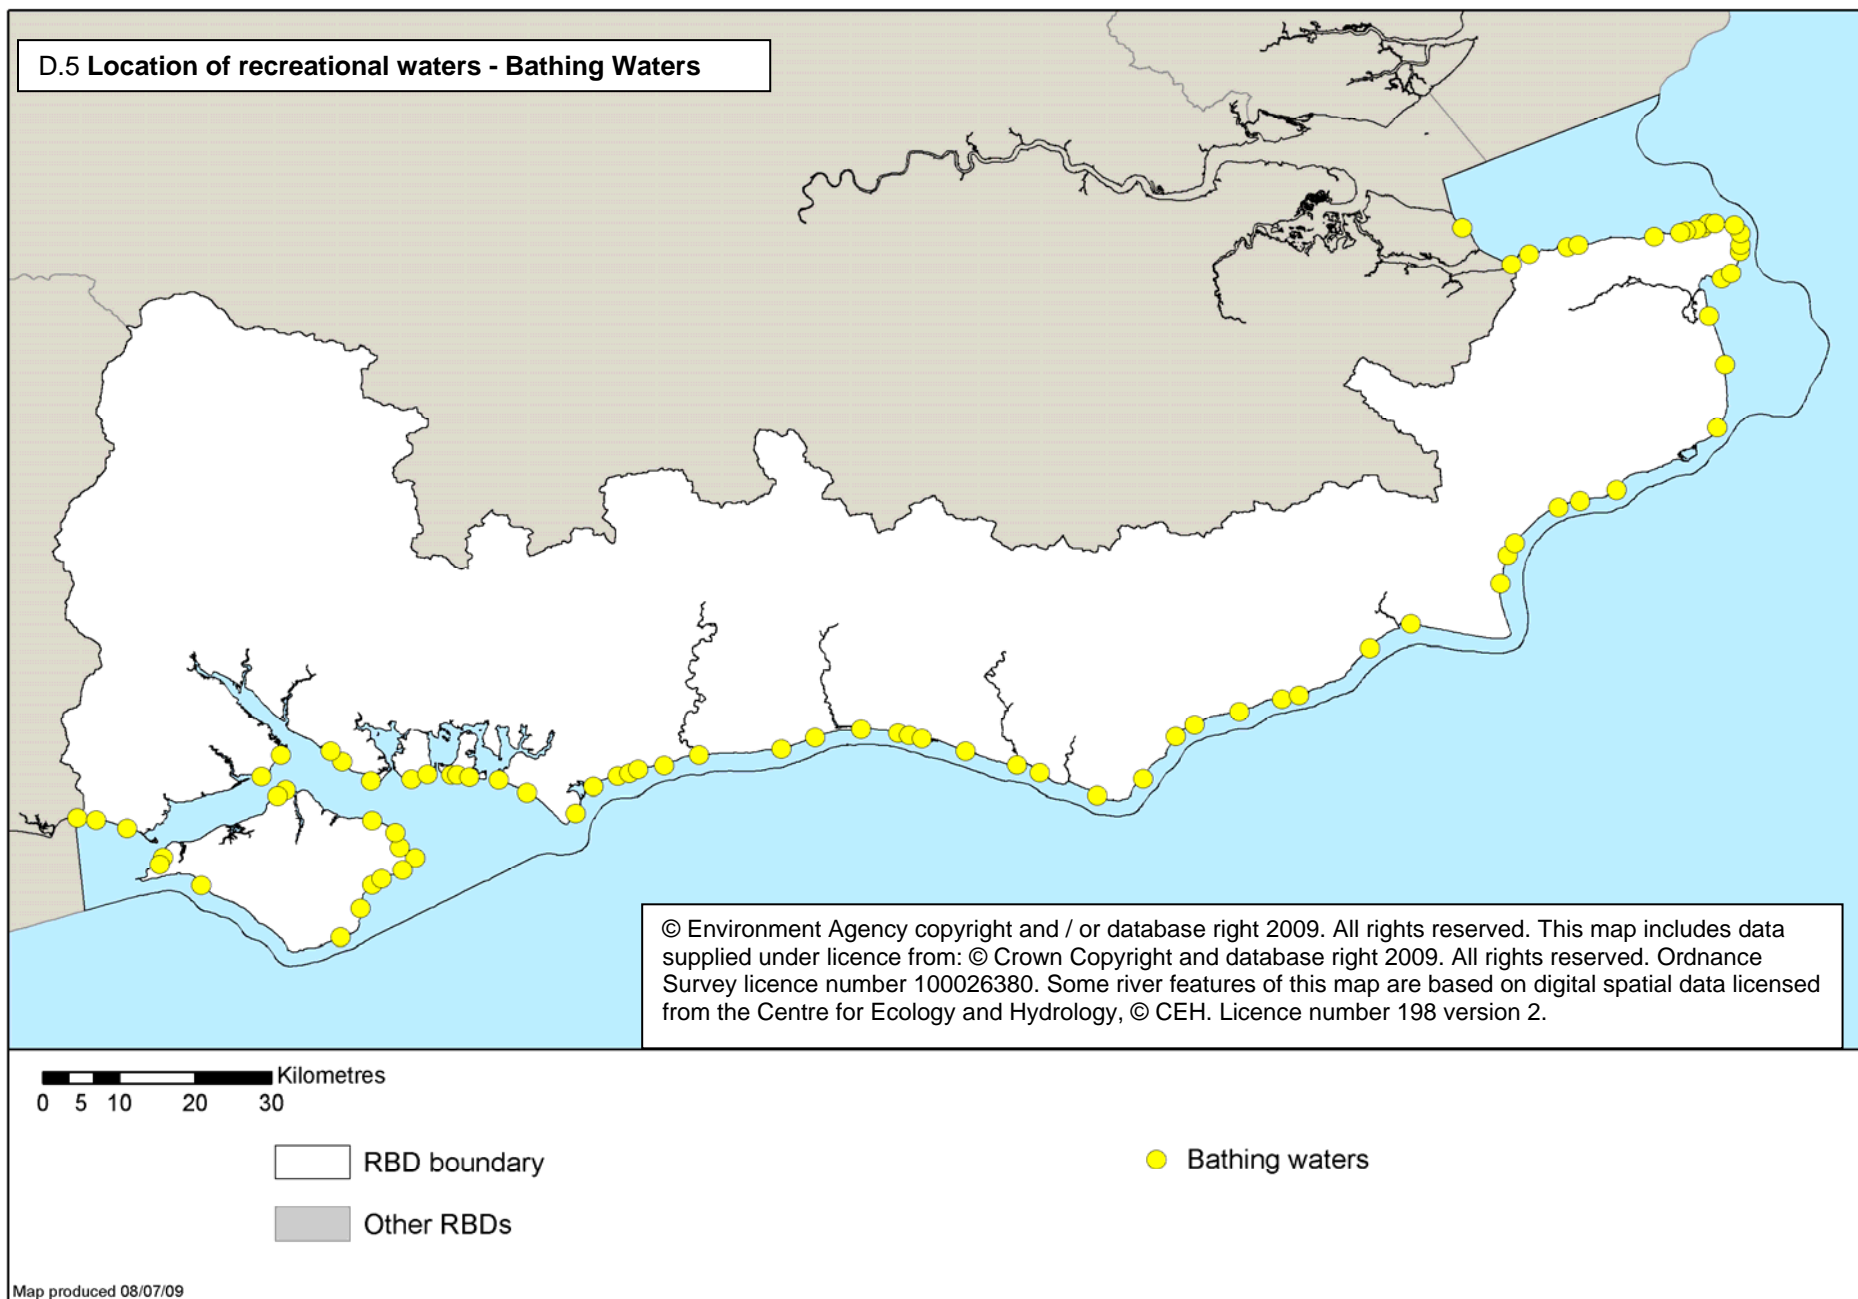 D.5 Location of recreational waters - Bathing Waters
© Environment Agency copyright and / or database right 2009. All rights reserved. This map includes data
supplied under licence from: © Crown Copyright and database right 2009. All rights reserved. Ordnance
Survey licence number 100026380. Some river features of this map are based on digital spatial data licensed
from the Centre for Ecology and Hydrology, © CEH. Licence number 198 version 2.
Kilometres
0 5 10 20 30
RBD boundary
Bathing waters
Other RBDs
Map produced 08/07/09